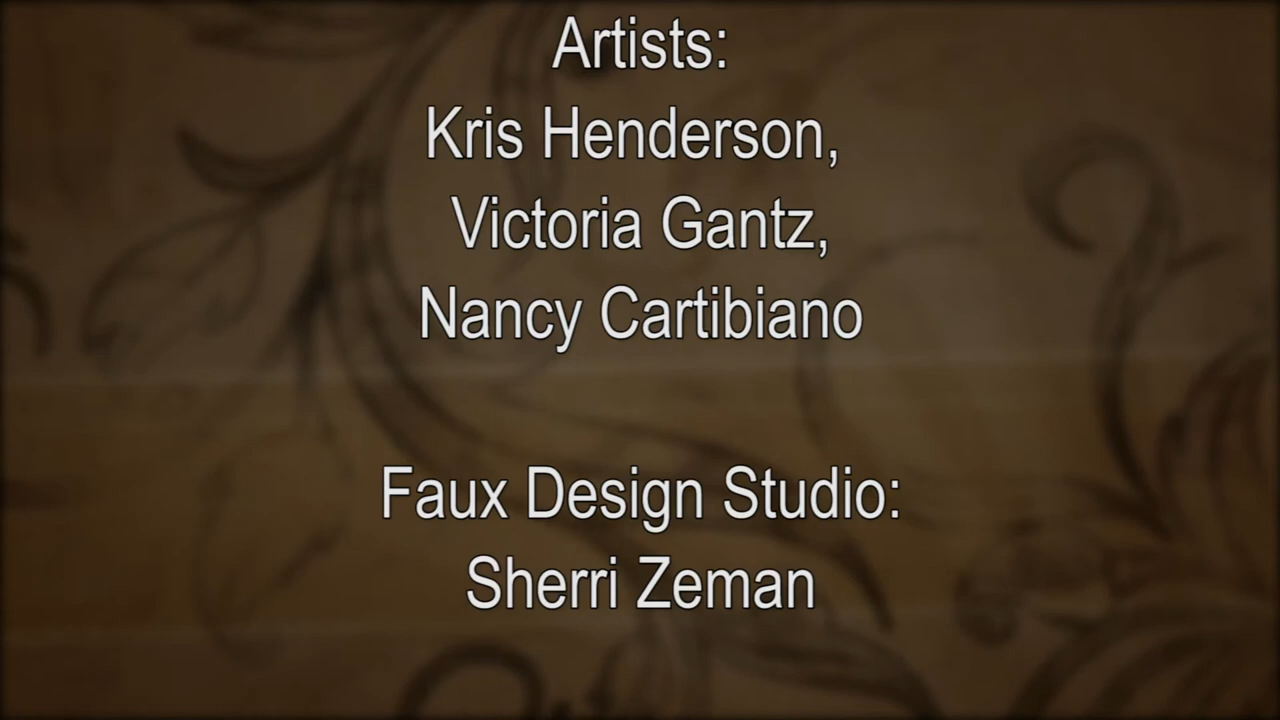 Artists:
Kris Henderson,
Victoria Gantz,
Nancy Cartibiano
Faux Design Studio:
Sherri Zeman